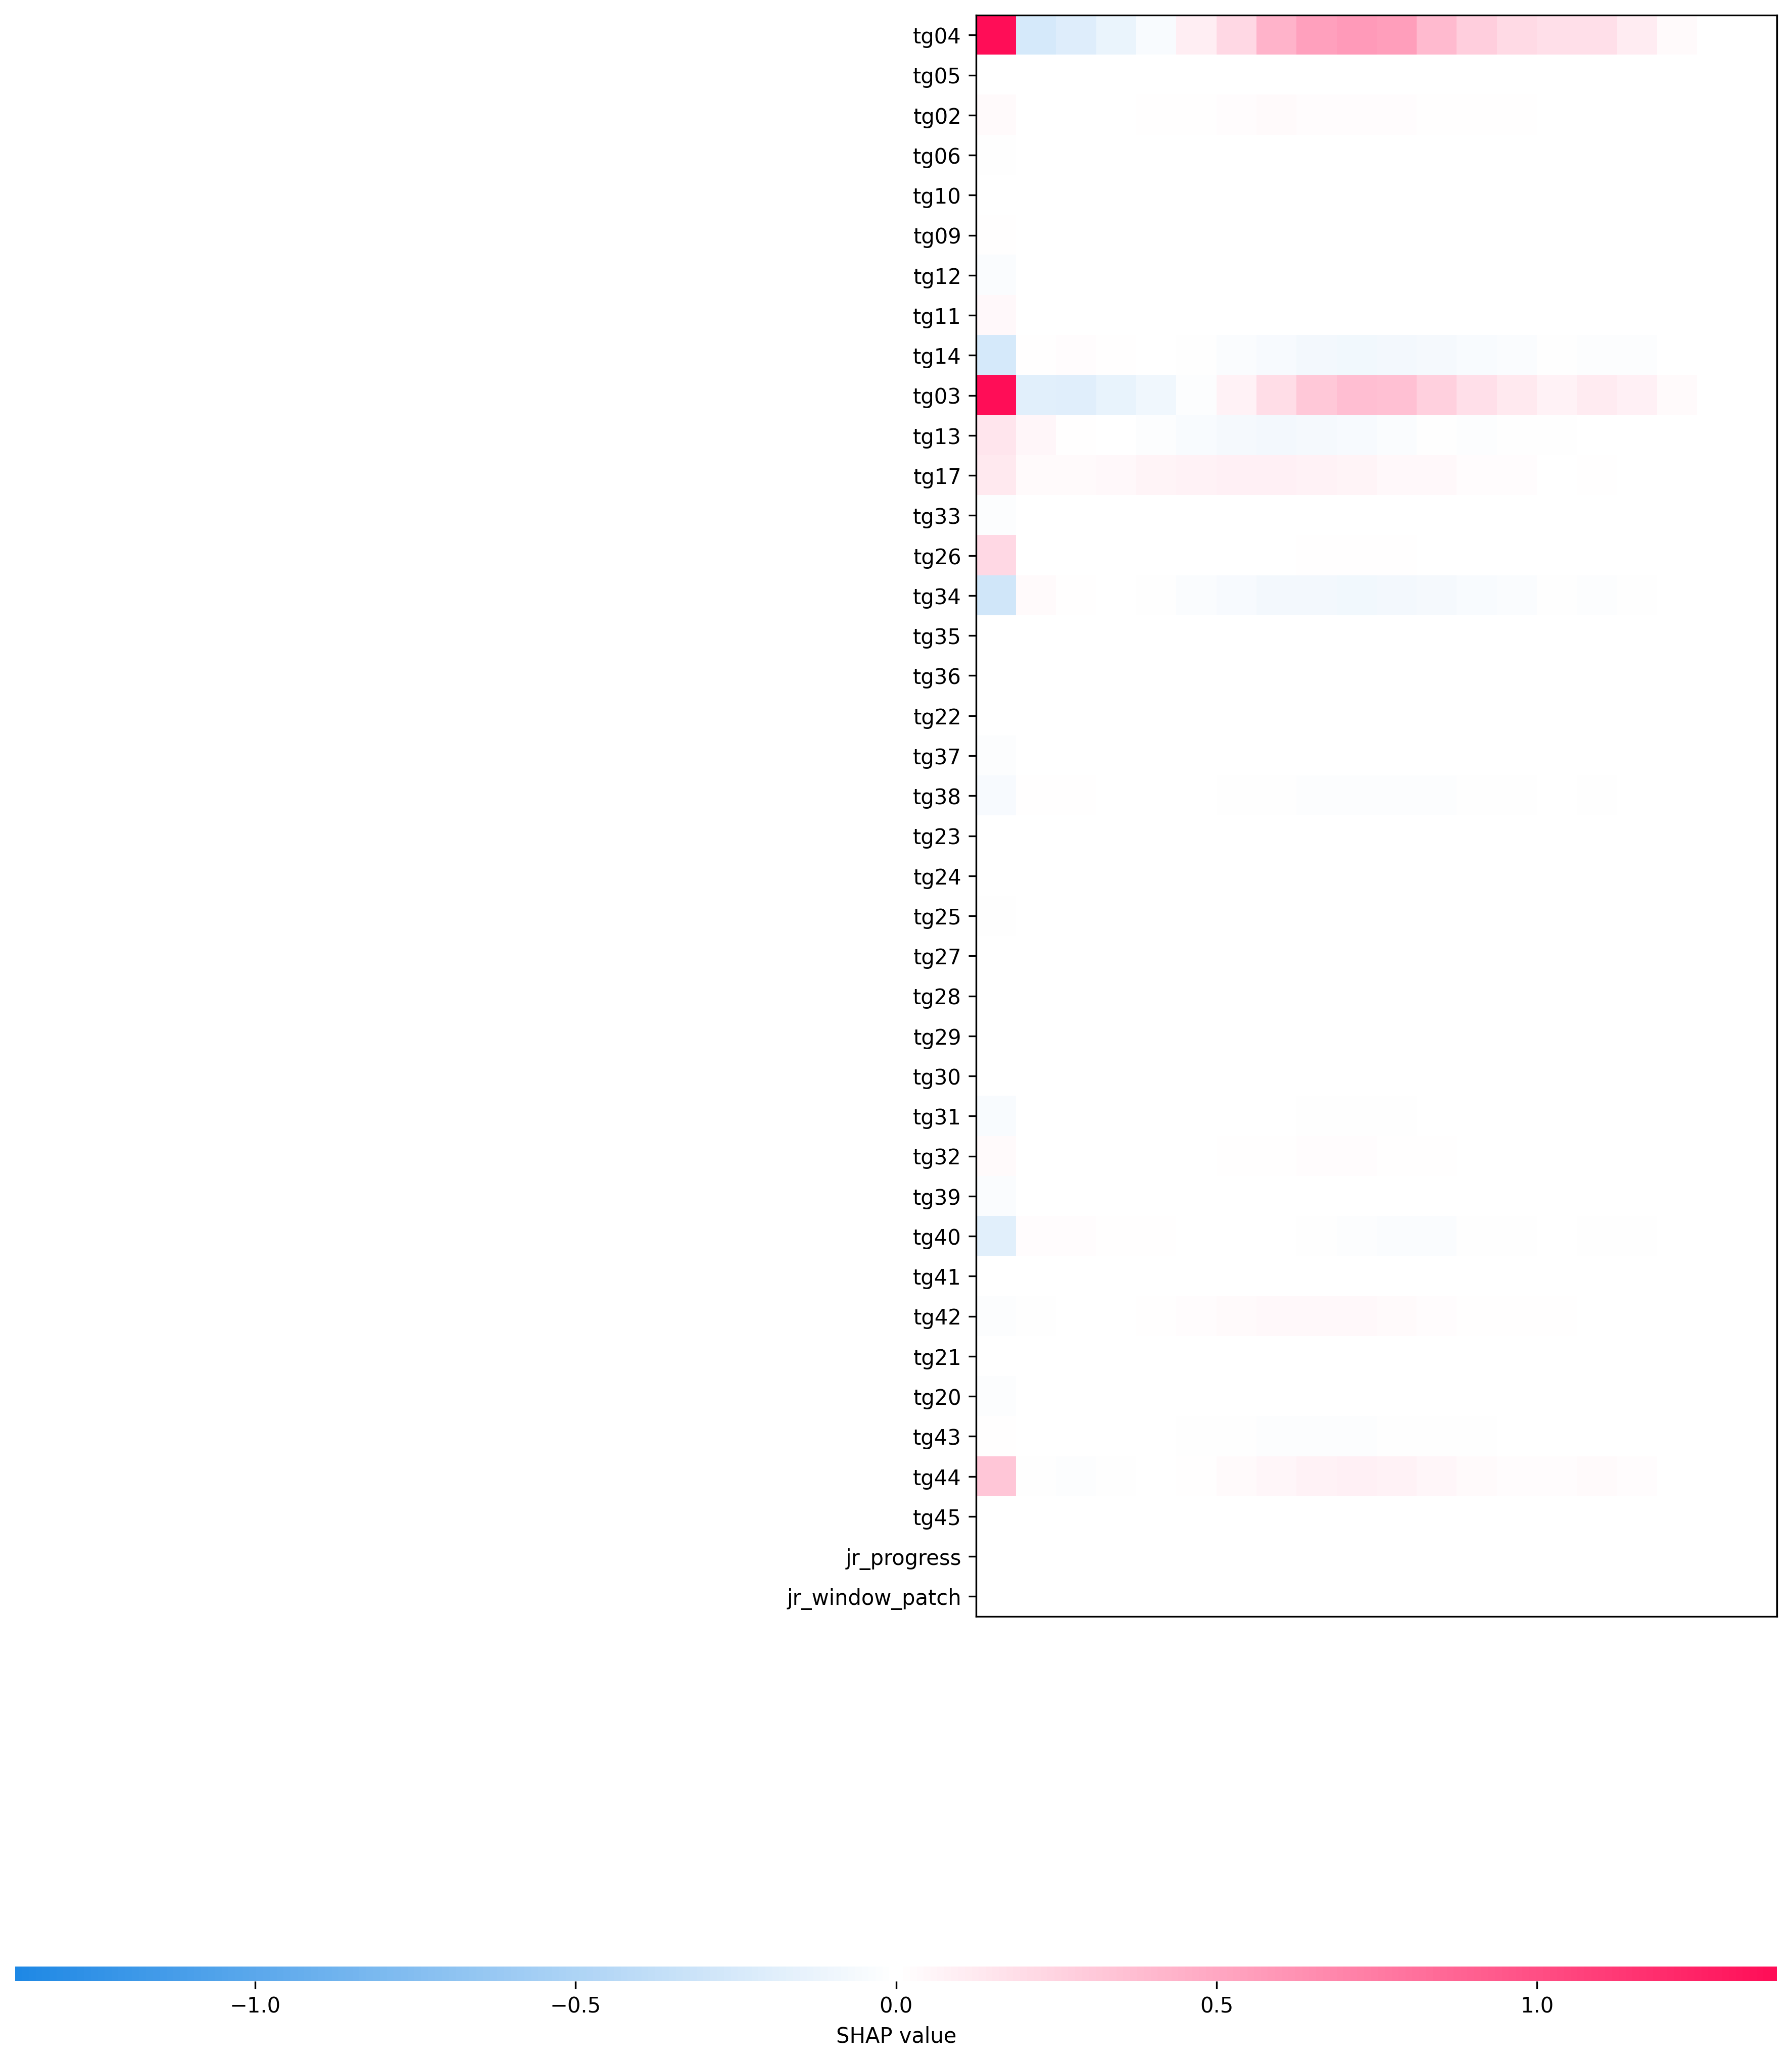 tg04
tg05
tg02
tg06
tg10
tg09
tg12
tg11
tg14
tg03
tg13
tg17
tg33
tg26
tg34
tg35
tg36
tg22
tg37
tg38
tg23
tg24
tg25
tg27
tg28
tg29
tg30
tg31
tg32
tg39
tg40
tg41
tg42
tg21
tg20
tg43
tg44
tg45
jr_progress
jr_window_patch
−1.0 −0.5 0.0 0.5 1.0
SHAP value